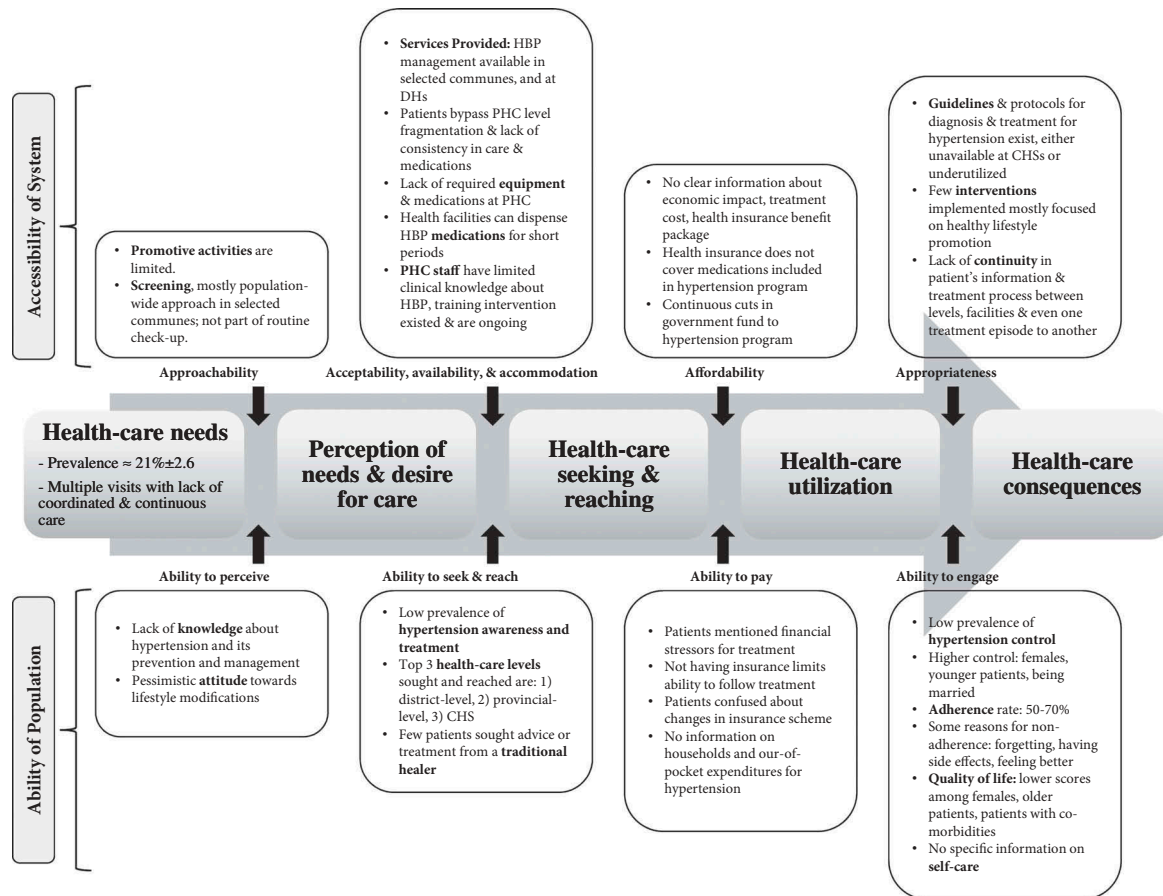 Accessibility of System
• Promotive activities are
limited.
• Screening, mostly population-
wide approach in selected
communes; not part of routine
check-up.
• Services Provided: HBP
management available in
selected communes, and at
DHs
• Patients bypass PHC level
fragmentation & lack of
consistency in care &
medications
• Lack of required equipment
& medications at PHC
• Health facilities can dispense
HBP medications for short
periods
• PHC staff have limited
clinical knowledge about
HBP, training intervention
existed & are ongoing
• No clear information about
economic impact, treatment
cost, health insurance benefit
package
• Health insurance does not
cover medications included
in hypertension program
• Continuous cuts in
government fund to
hypertension program
• Guidelines & protocols for
diagnosis & treatment for
hypertension exist, either
unavailable at CHSs or
underutilized
• Few interventions
implemented mostly focused
on healthy lifestyle
promotion
• Lack of continuity in
patient's information &
treatment process between
levels, facilities & even one
treatment episode to another
Approachability
Acceptability, availability, & accommodation
Affordability
Appropriateness
Health-care needs
- Prevalence ≈ 21%±2.6
- Multiple visits with lack of
coordinated & continuous
care
Perception of
needs & desire
for care
Health-care
seeking &
reaching
Health-care
utilization
Health-care
consequences
Ability to perceive
Ability to seek & reach
Ability to pay
Ability to engage
Ability of Population
• Lack of knowledge about
hypertension and its
prevention and management
• Pessimistic attitude towards
lifestyle modifications
• Low prevalence of
hypertension awareness and
treatment
• Top 3 health-care levels
sought and reached are: 1)
district-level, 2) provincial-
level, 3) CHS
• Few patients sought advice or
treatment from a traditional
healer
• Patients mentioned financial
stressors for treatment
• Not having insurance limits
ability to follow treatment
• Patients confused about
changes in insurance scheme
• No information on
households and our-of-
pocket expenditures for
hypertension
• Low prevalence of
hypertension control
• Higher control: females,
younger patients, being
married
• Adherence rate: 50-70%
• Some reasons for non-
adherence: forgetting, having
side effects, feeling better
• Quality of life: lower scores
among females, older
patients, patients with co-
morbidities
• No specific information on
self-care